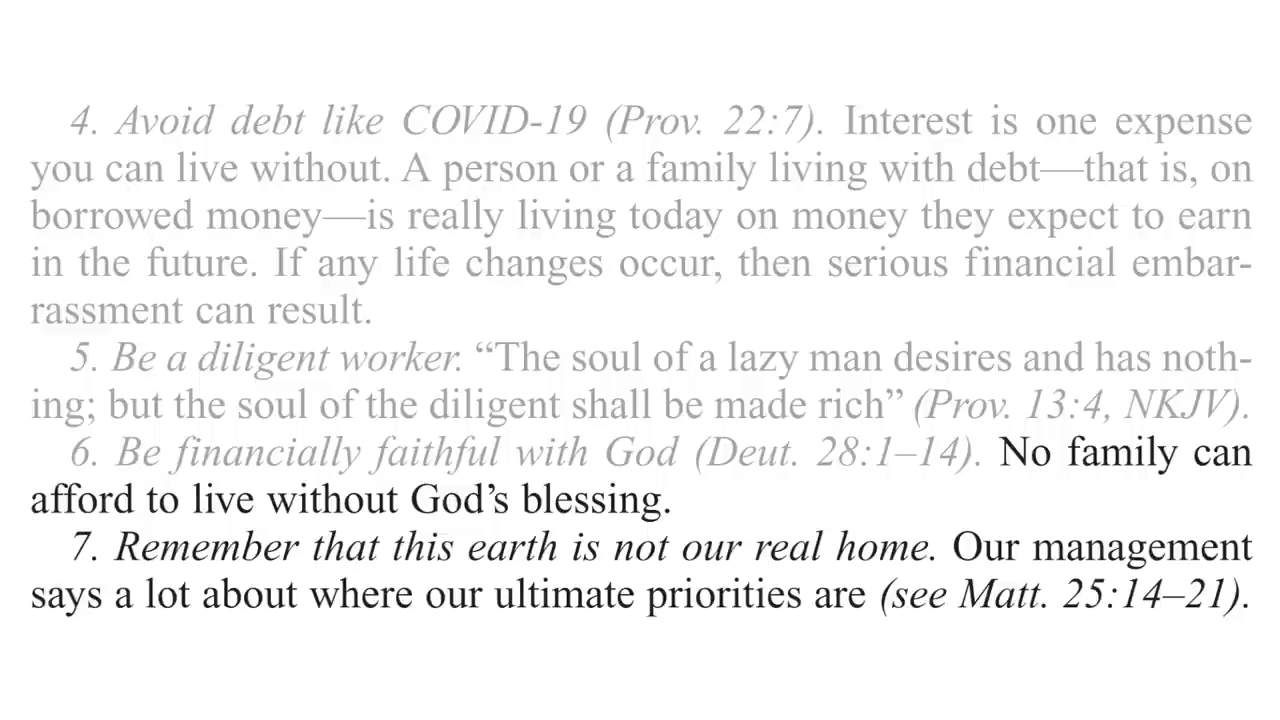 4. Avoid debt like COVID-19 (Prov. 22:7). Interest is one expense
you can live without. A person or a family living with debt—that is, on
borrowed money—is really living today on money they expect to earn
in the future. If any life changes occur, then serious financial embar-
rassment can result.
5. Be a diligent worker. “The soul of a lazy man desires and has noth-
ing; but the soul of the diligent shall be made rich” (Prov. 13:4, NKJV).
6. Be financially faithful with God (Deut. 28:1–14). No family can
afford to live without God’s blessing.
7. Remember that this earth is not our real home. Our management
says a lot about where our ultimate priorities are (see Matt. 25:14–21).